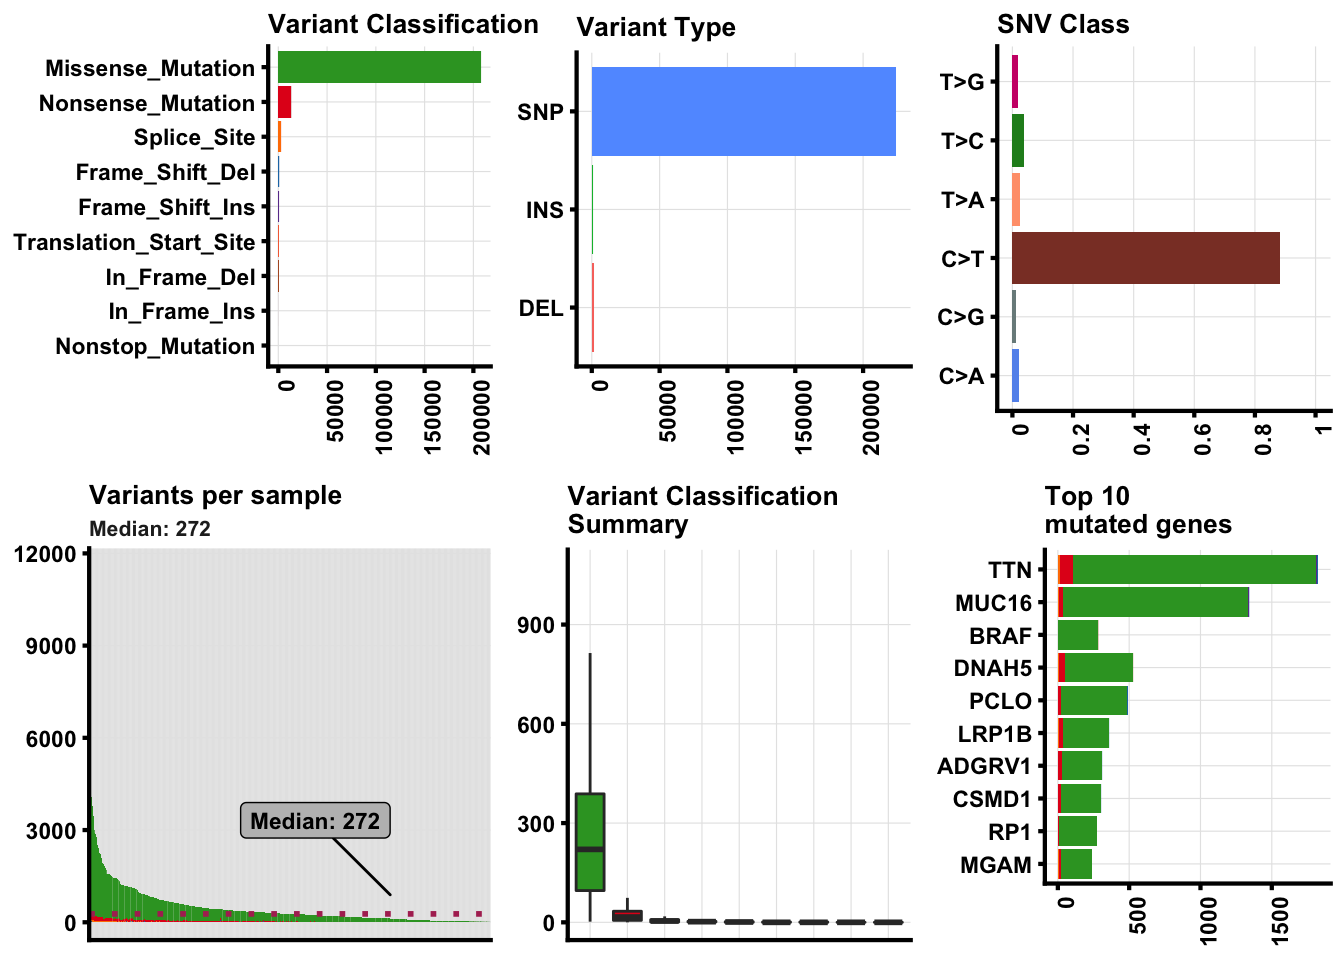 Variant Classification
Missense_Mutation
Nonsense_Mutation
Splice_Site
Frame_Shift_Del
Frame_Shift_Ins
Translation_Start_Site
In_Frame_Del
In_Frame_Ins
Nonstop_Mutation
0
50000
100000
150000
200000
Variant Type
SNP
INS
DEL
0
50000
100000
150000
200000
SNV Class
T>G
T>C
T>A
C>T
C>G
C>A
0
0.2
0.4
0.6
0.8
1
Variants per sample
Median: 272
12000
9000
6000
3000
0
Median: 272
Variant Classification
Summary
900
600
300
0
Top 10
mutated genes
TTN
MUC16
BRAF
DNAH5
PCLO
LRP1B
ADGRV1
CSMD1
RP1
MGAM
0
500
1000
1500